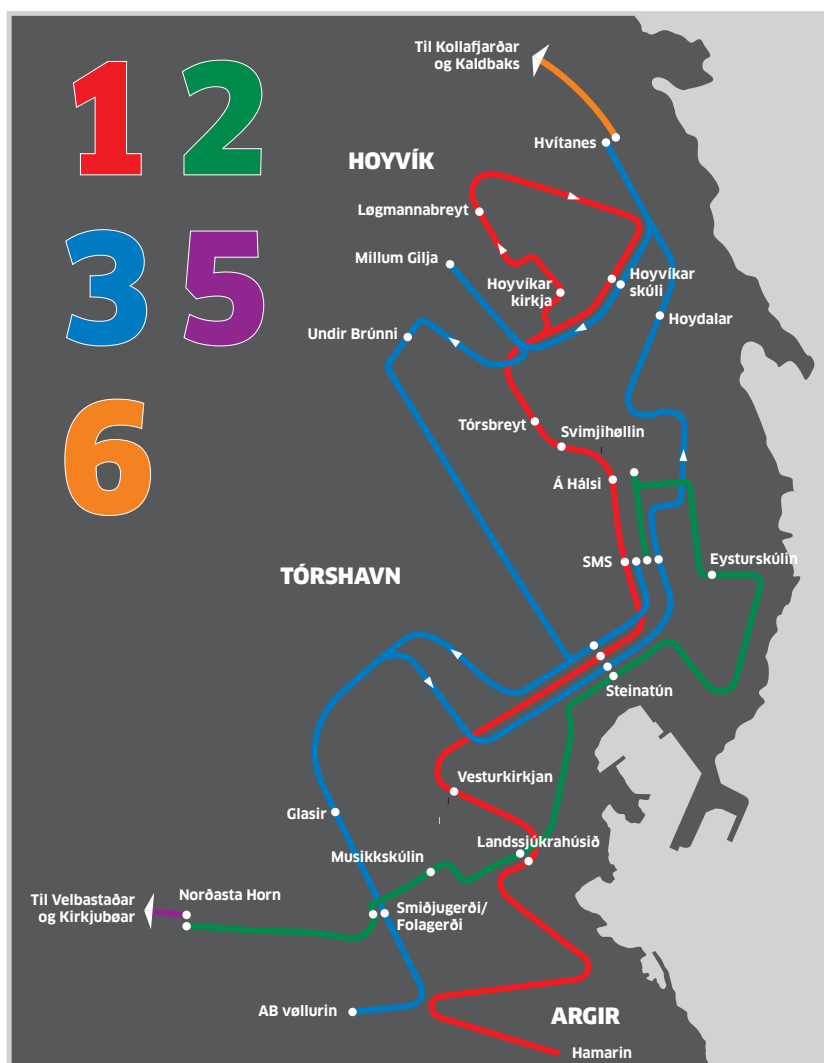 1 2
3 5
6
Til Kollafjarðar
og Kaldbaks
Hvítanes
HOYVÍK
Løgmannabreyt
Millum Gilja
Hoyvíkar
kirkja
Hoyvíkar
skúli
Hoydalar
Undir Brúnni
Tórsbreyt
Svimjihøllin
Á Hálsi
SMS
Eysturskúlin
TÓRSHAVN
Steinatún
Vesturkirkjan
Glasir
Landssjúkrahúsið
Musikkskúlin
Til Velbastaðar
og Kirkjubøar
Norðasta Horn
Smiðjugerði/
Folagerði
AB vøllurin
ARGIR
Hamarin